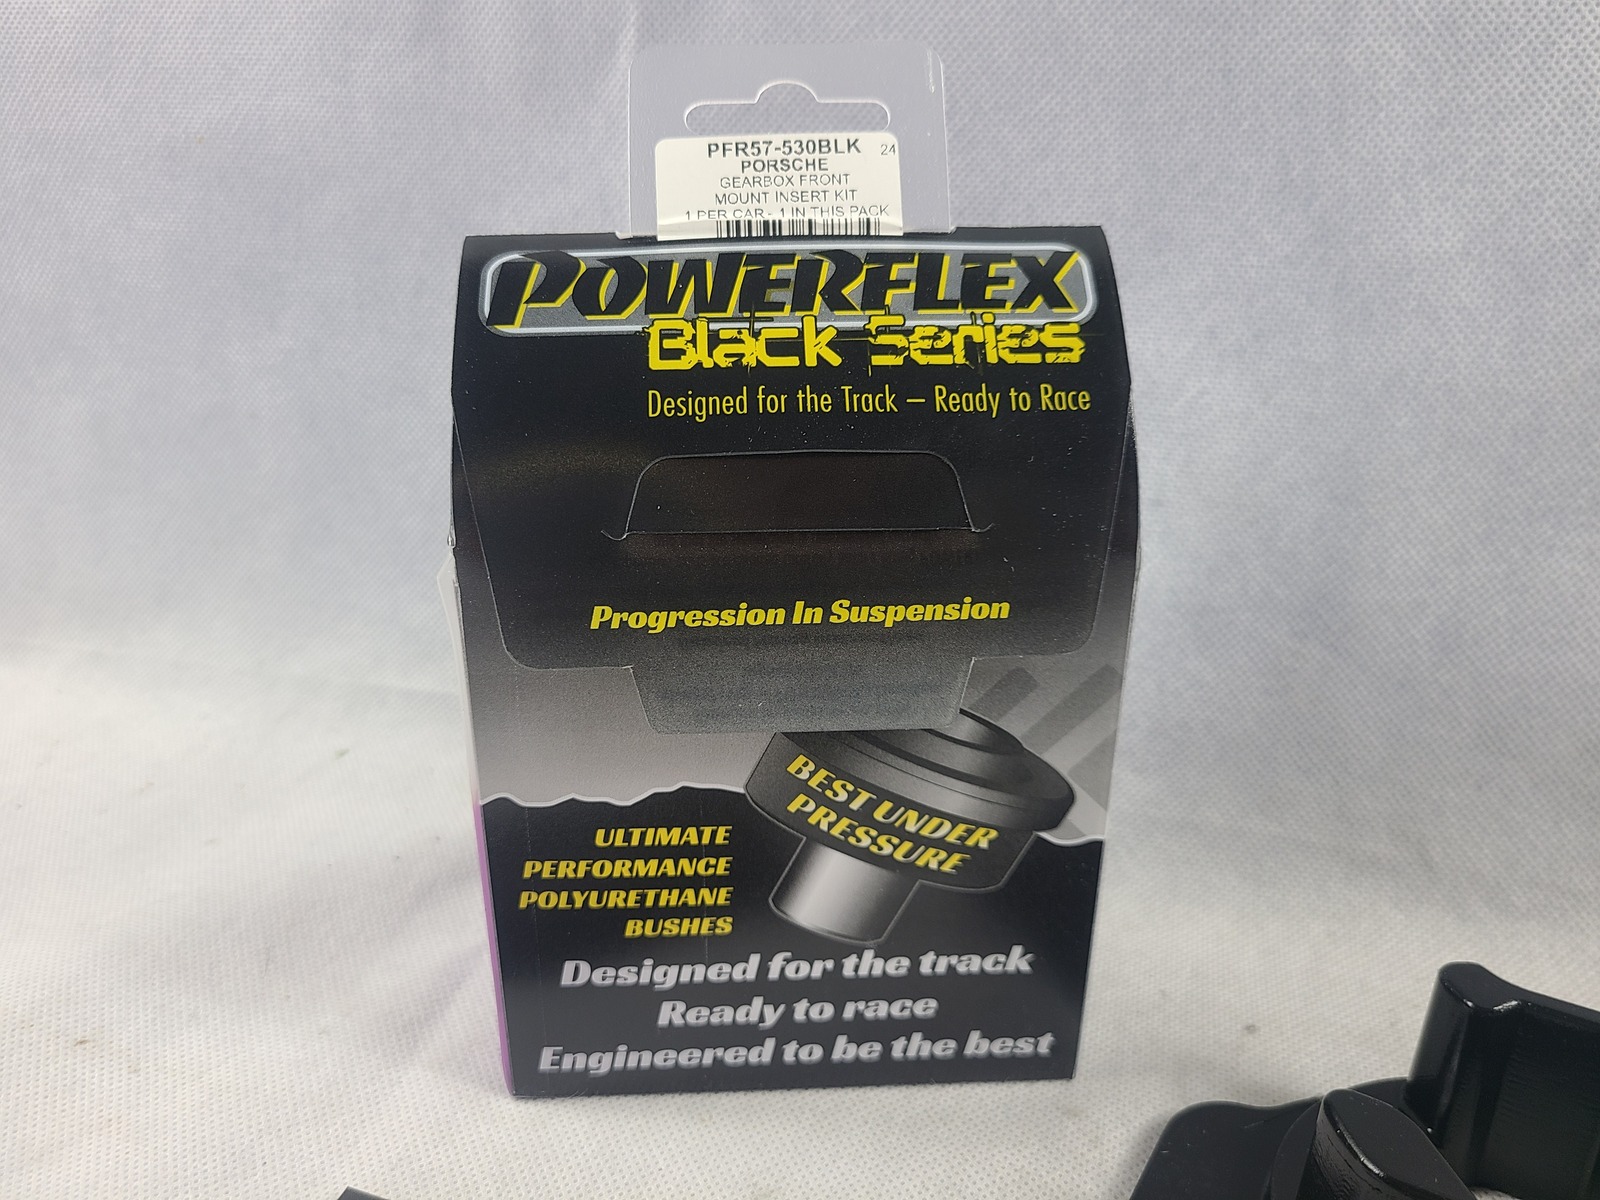 PFR57-530BLK 24
PORSCHE
GEARBOX FRONT
MOUNT INSERT KIT
1 PER CAR - 1 IN THIS PACK
POWERFLEX
Black Series
Designed for the Track – Ready to Race
Progression In Suspension
BEST UNDER
PRESSURE
ULTIMATE
PERFORMANCE
POLYURETHANE
BUSHES
Designed for the track
Ready to race
Engineered to be the best